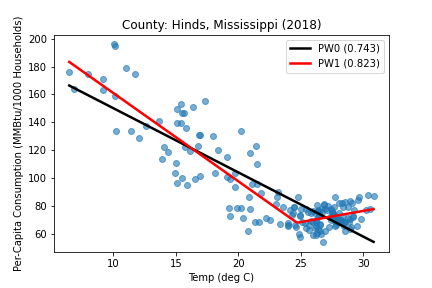 County: Hinds, Mississippi (2018)
Per-Capita Consumption (MMBtu/1000 Households)
200
180
160
140
120
100
80
60
PW0 (0.743)
PW1 (0.823)
10
15
20
25
30
Temp (deg C)